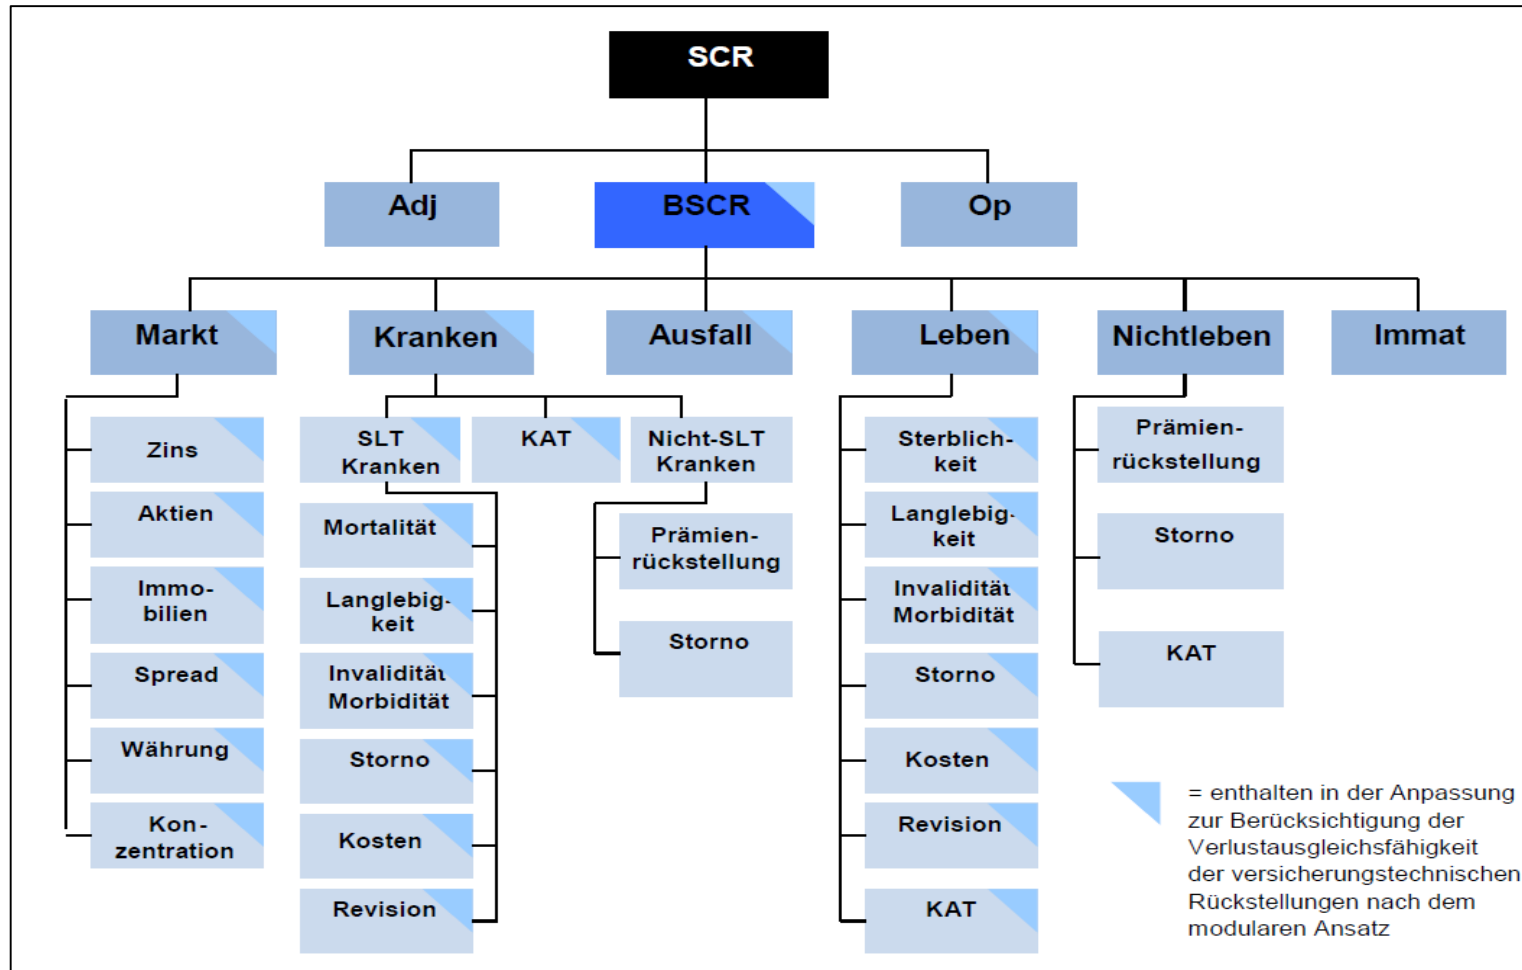 SCR
Adj
BSCR
Op
Markt
Kranken
Ausfall
Leben
Nichtleben
Immat
Zins
Aktien
Immo-
bilien
Spread
Währung
Kon-
zentration
SLT
Kranken
Mortalität
Langlebig-
keit
Invalidität
Morbidität
Storno
Kosten
Revision
KAT
Nicht-SLT
Kranken
Prämien-
rückstellung
Storno
Sterblich-
keit
Langlebig-
keit
Invalidität
Morbidität
Storno
Kosten
Revision
KAT
Prämien-
rückstellung
Storno
KAT
= enthalten in der Anpassung
zur Berücksichtigung der
Verlustausgleichsfähigkeit
der versicherungstechnischen
Rückstellungen nach dem
modularen Ansatz